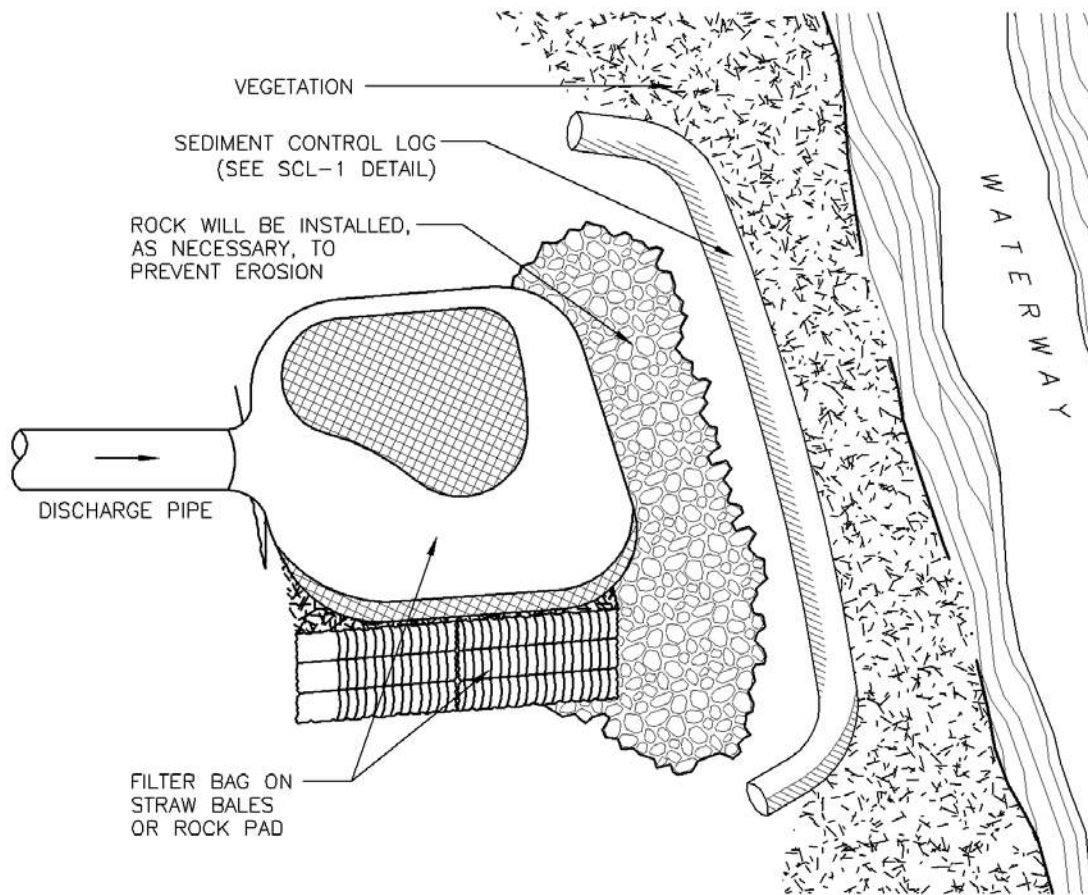 VEGETATION
SEDIMENT CONTROL LOG
(SEE SCL-1 DETAIL)
ROCK WILL BE INSTALLED,
AS NECESSARY, TO
PREVENT EROSION
WATERWAY
DISCHARGE PIPE
FILTER BAG ON
STRAW BALES
OR ROCK PAD